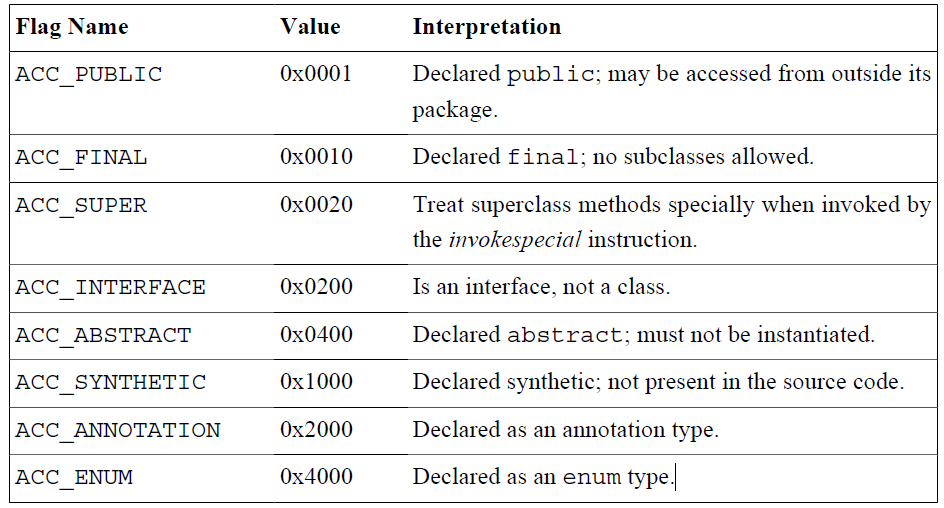 Flag Name Value Interpretation
ACC_PUBLIC 0x0001 Declared public; may be accessed from outside its
package.
ACC_FINAL 0x0010 Declared final; no subclasses allowed.
ACC_SUPER 0x0020 Treat superclass methods specially when invoked by
the invokespecial instruction.
ACC_INTERFACE 0x0200 Is an interface, not a class.
ACC_ABSTRACT 0x0400 Declared abstract; must not be instantiated.
ACC_SYNTHETIC 0x1000 Declared synthetic; not present in the source code.
ACC_ANNOTATION 0x2000 Declared as an annotation type.
ACC_ENUM 0x4000 Declared as an enum type.